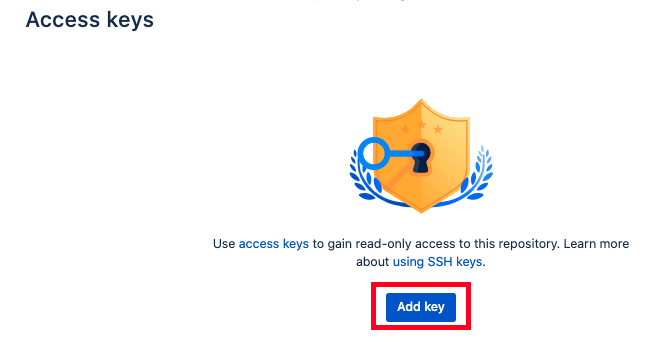 Access keys
Use access keys to gain read-only access to this repository. Learn more
about using SSH keys.
Add key